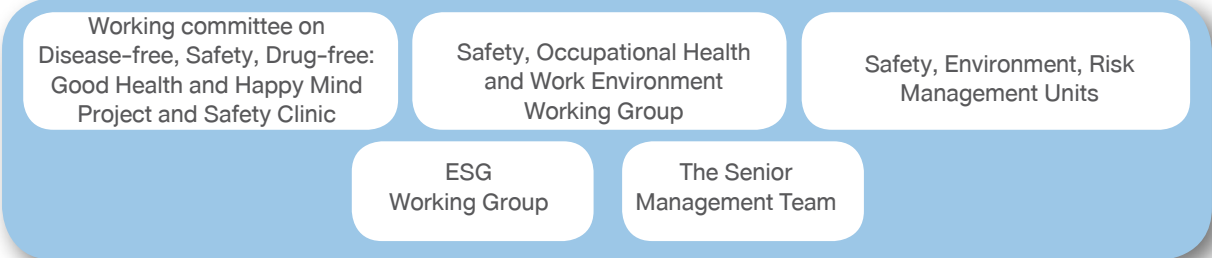 Working committee on
Disease-free, Safety, Drug-free:
Good Health and Happy Mind
Project and Safety Clinic
Safety, Occupational Health
and Work Environment
Working Group
Safety, Environment, Risk
Management Units
ESG
Working Group
The Senior
Management Team